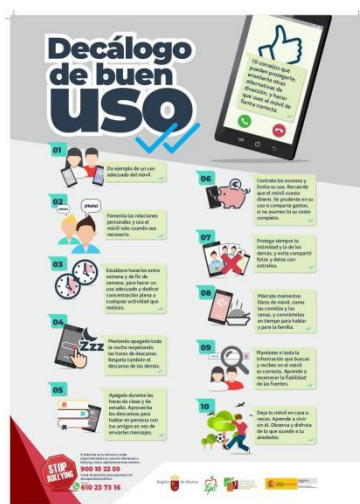 Decálogo
de buen
uso
10 consejos que
pueden protegerte,
enseñarte otras
alternativas de
diversión, y hacer
que uses el móvil de
forma correcta.
01
Da ejemplo de un uso
adecuado del móvil.
02
¡Hola!
Fomenta las relaciones
personales y usa el
móvil solo cuando sea
necesario.
03
Establece horarios entre
semana y fin de
semana, para hacer un
uso adecuado y dedicar
concentración plena a
cualquier actividad que
realices.
04
ZZZ
Mantenlo apagado toda
la noche respetando
las horas de descanso.
Respeta también el
descanso de los demás.
05
Apágalo durante las
horas de clase y de
estudio. Aprovecha
los descansos para
hablar en persona con
tus amigos en vez de
enviarles mensajes.
06
Controla los excesos y
limita su uso. Recuerda
que el móvil cuesta
dinero. Sé prudente en su
uso o comparte gastos,
si no asumes tú su coste
completo.
07
Protege siempre tu
intimidad y la de los
demás, y evita compartir
fotos y datos con
extraños.
08
Márcate momentos
libres de móvil, como
las comidas y las
cenas, y conviértelos
en tiempo para hablar
y para la familia.
09
Plantéate si toda la
información que buscas
y recibes en el móvil
es correcta. Aprende a
reconocer la fiabilidad
de las fuentes.
10
Deja tu móvil en casa a
veces. Aprende a vivir
sin él. Observa y disfruta
de lo que sucede a tu
alrededor.
STOP
BULLYING
900 10 22 50
610 23 73 16
Región de Murcia